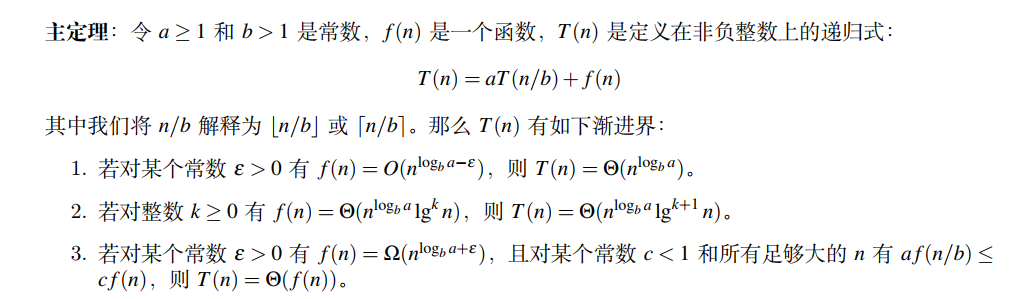 主定理：令 a ≥ 1 和 b > 1 是常数，f(n) 是一个函数，T(n) 是定义在非负整数上的递归式：
T(n) = aT(n/b) + f(n)
其中我们将 n/b 解释为 ⌊n/b⌋ 或 ⌈n/b⌉。那么 T(n) 有如下渐进界：
1. 若对某个常数 ε > 0 有 f(n) = O(n^{log_b a−ε})，则 T(n) = Θ(n^{log_b a})。
2. 若对整数 k ≥ 0 有 f(n) = Θ(n^{log_b a} lg^k n)，则 T(n) = Θ(n^{log_b a} lg^{k+1} n)。
3. 若对某个常数 ε > 0 有 f(n) = Ω(n^{log_b a+ε})，且对某个常数 c < 1 和所有足够大的 n 有 af(n/b) ≤
cf(n)，则 T(n) = Θ(f(n))。